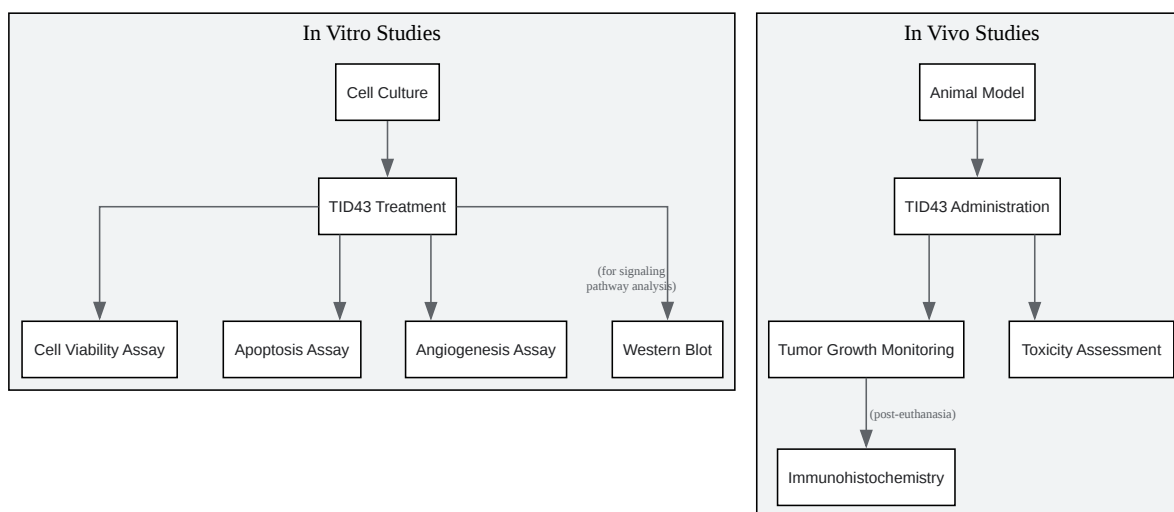 In Vitro Studies
Cell Culture
TID43 Treatment
(for signaling
pathway analysis)
Cell Viability Assay
Apoptosis Assay
Angiogenesis Assay
Western Blot
In Vivo Studies
Animal Model
TID43 Administration
Tumor Growth Monitoring
Toxicity Assessment
(post-euthanasia)
Immunohistochemistry